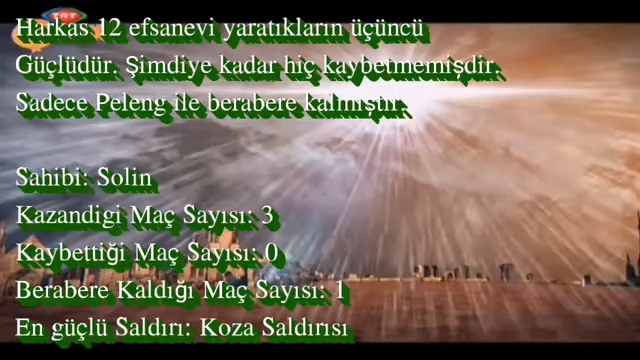 TRT
Harkas 12 efsanevi yaratıkların üçüncü
Güçlüdür. Şimdiye kadar hiç kaybetmemişdir.
Sadece Peleng ile berabere kalmıştır.
Sahibi: Solin
Kazandigi Maç Sayısı: 3
Kaybettiği Maç Sayısı: 0
Berabere Kaldığı Maç Sayısı: 1
En güçlü Saldırı: Koza Saldırısı